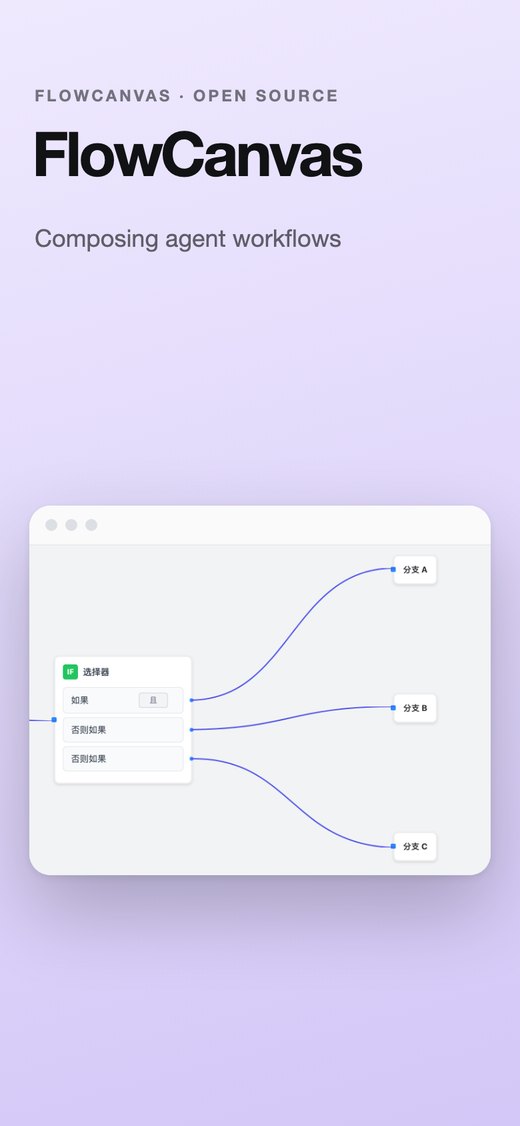 FLOWCANVAS · OPEN SOURCE
FlowCanvas
Composing agent workflows
分支 A
IF 选择器
如果 且
否则如果
否则如果
分支 B
分支 C